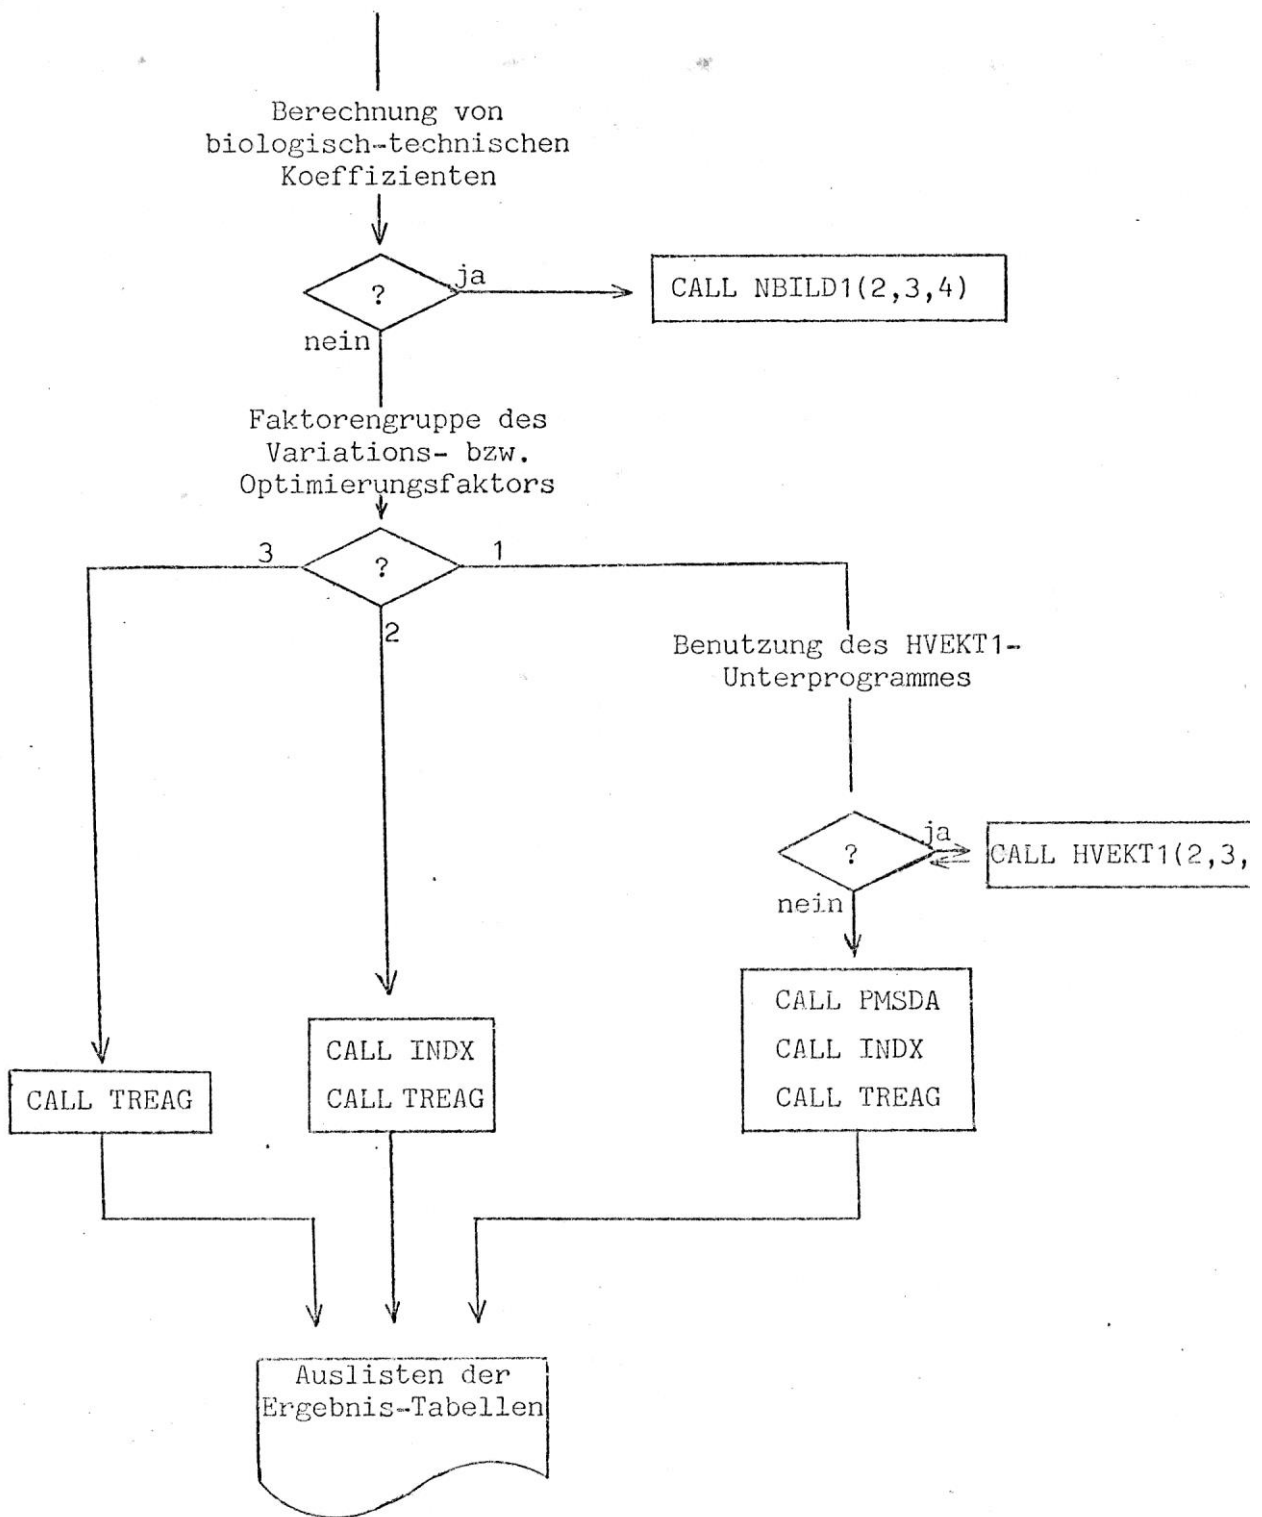 Berechnung von
biologisch-technischen
Koeffizienten
?
ja
CALL NBILD1(2,3,4)
nein
Faktorengruppe des
Variations- bzw.
Optimierungsfaktors
3
?
1
2
Benutzung des HVEKT1-
Unterprogrammes
?
ja
CALL HVEKT1(2,3,
nein
CALL PMSDA
CALL INDX
CALL TREAG
CALL INDX
CALL TREAG
CALL TREAG
Auslisten der
Ergebnis-Tabellen